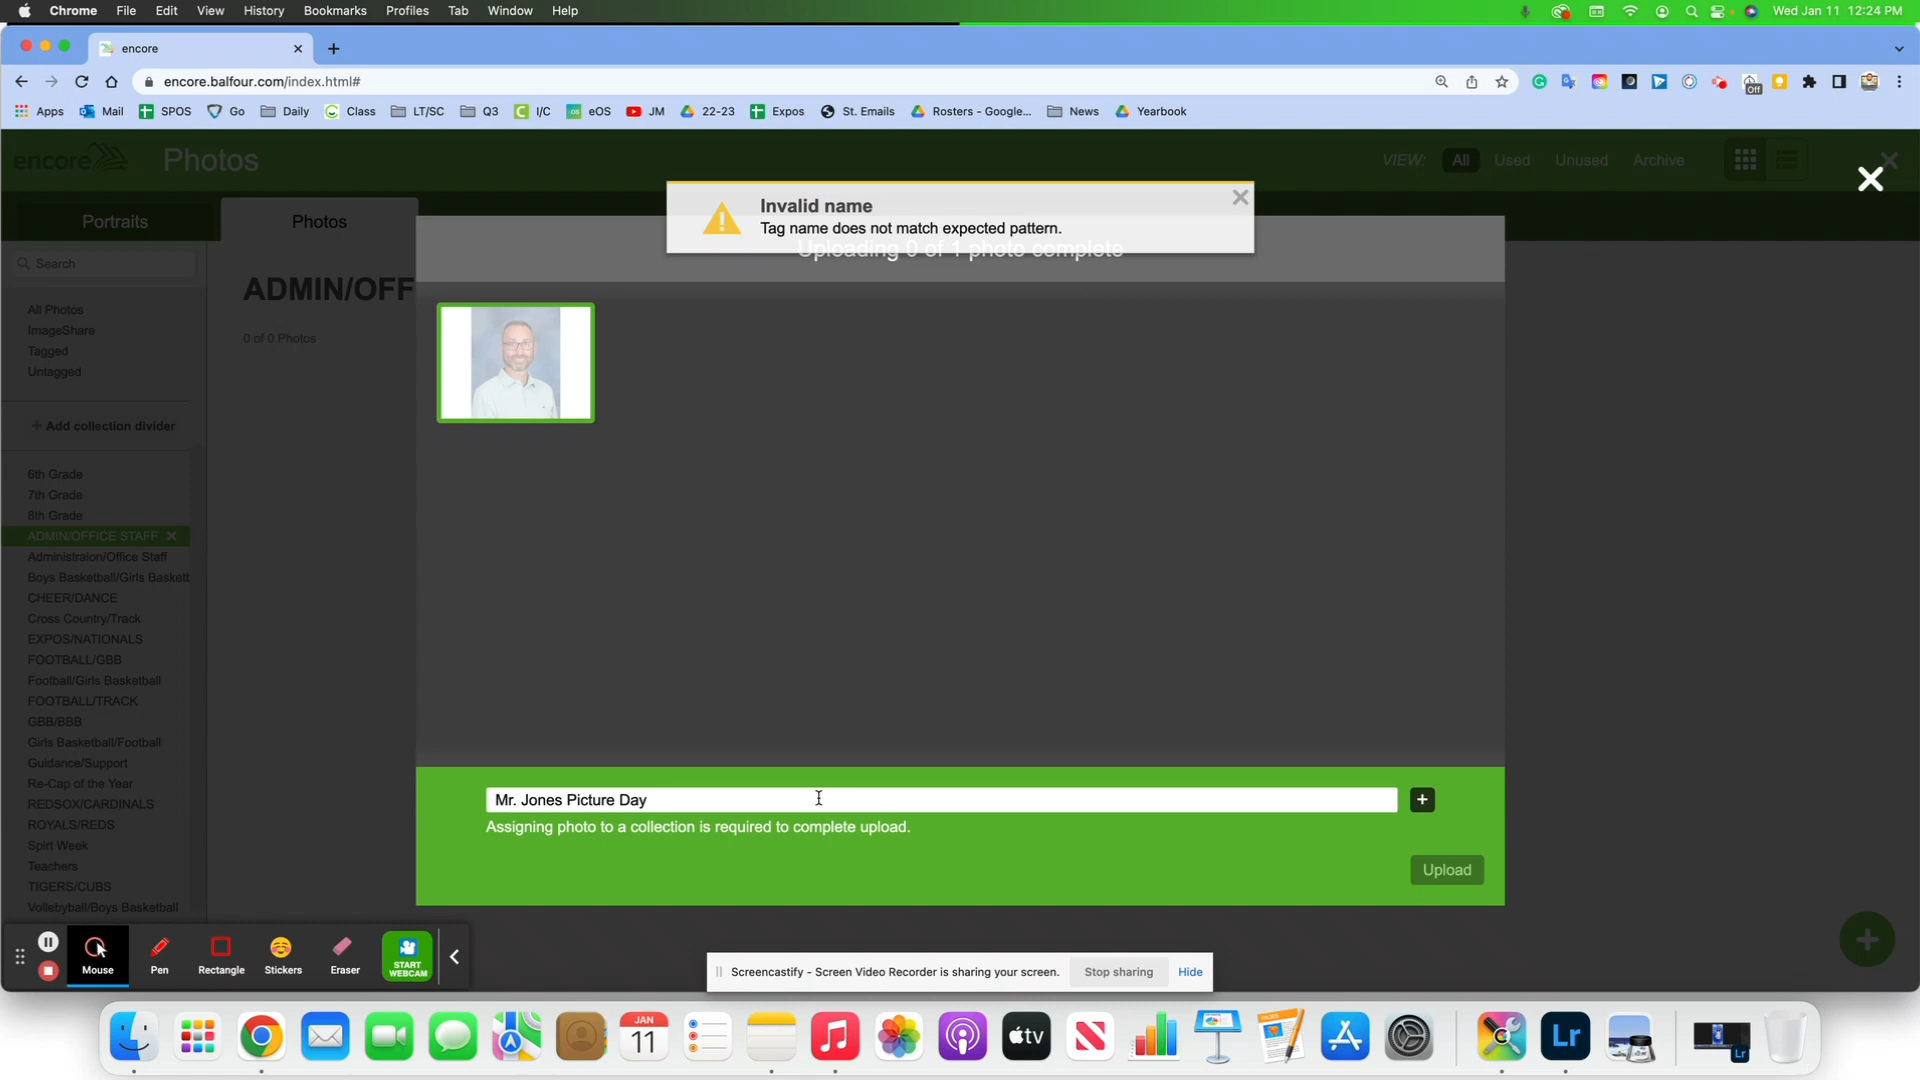 Chrome File Edit View History Bookmarks Profiles Tab Window Help Wed Jan 11 12:24 PM
encore
encore.balfour.com/index.html#
Off
Apps Mail SPOS Go Daily Class LT/SC Q3 I/C eOS JM 22-23 Expos St. Emails Rosters - Google... News Yearbook
encore Photos VIEW: All Used Unused Archive
Invalid name
Tag name does not match expected pattern.
Uploading 0 of 1 photo complete
Portraits Photos
Search
ADMIN/OFF
0 of 0 Photos
All Photos
ImageShare
Tagged
Untagged
+ Add collection divider
6th Grade
7th Grade
8th Grade
ADMIN/OFFICE STAFF
Administraion/Office Staff
Boys Basketball/Girls Baskett
CHEER/DANCE
Cross Country/Track
EXPOS/NATIONALS
FOOTBALL/GBB
Football/Girls Basketball
FOOTBALL/TRACK
GBB/BBB
Girls Basketball/Football
Guidance/Support
Re-Cap of the Year
REDSOX/CARDINALS
ROYALS/REDS
Spirt Week
Teachers
TIGERS/CUBS
Vollebyball/Boys Basketball
Mr. Jones Picture Day
Assigning photo to a collection is required to complete upload.
Upload
Mouse Pen Rectangle Stickers Eraser START WEBCAM
Screencastify - Screen Video Recorder is sharing your screen. Stop sharing Hide
JAN
11
tv
Lr
Lr